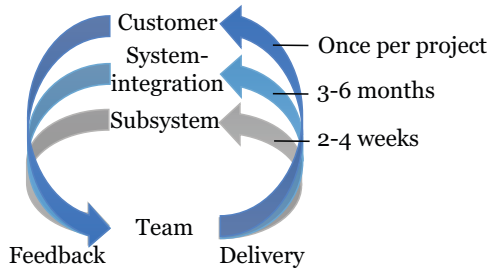 Customer
Once per project
System-
integration
3-6 months
Subsystem
2-4 weeks
Team
Feedback
Delivery